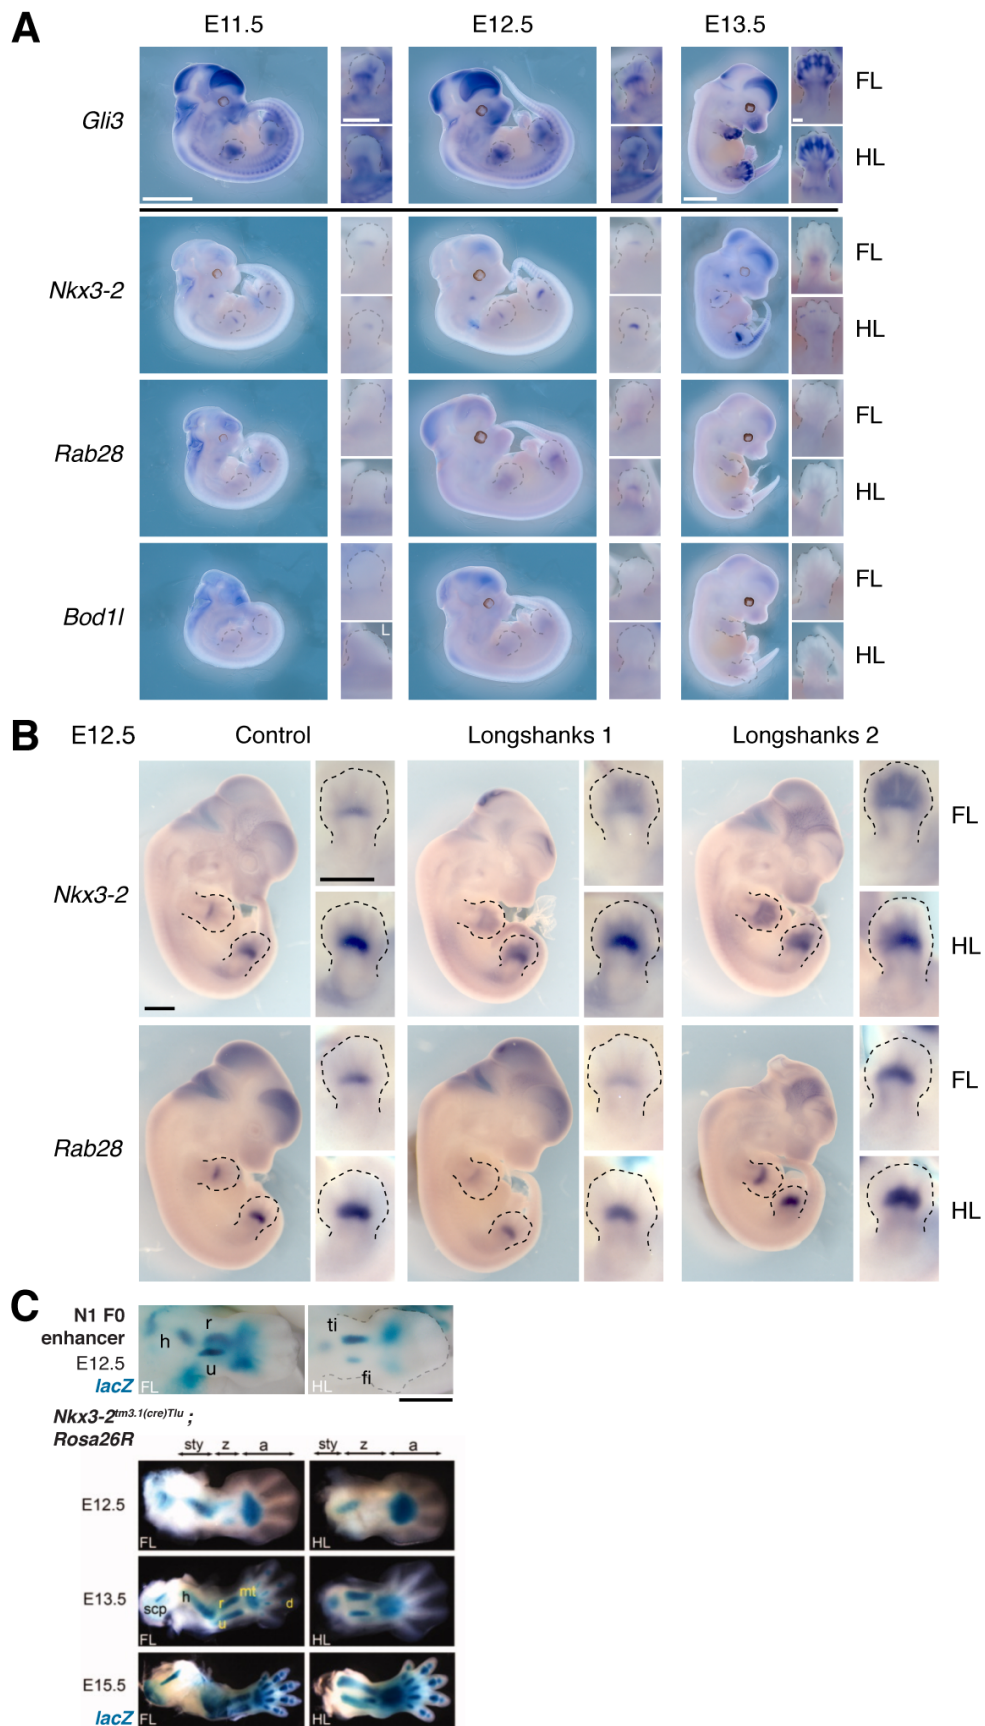 A
E11.5 E12.5 E13.5
Gli3
FL
HL
Nkx3-2
FL
HL
Rab28
FL
HL
Bod1l
FL
L
HL
B E12.5 Control Longshanks 1 Longshanks 2
Nkx3-2
FL
HL
Rab28
FL
HL
C
N1 F0
enhancer
E12.5
lacZ
h r u FL
ti fi HL
Nkx3-2tm3.1(cre)Tlu ;
Rosa26R
sty z a sty z a
E12.5
FL HL
E13.5
scp h r u mt d
FL HL
E15.5
lacZ
FL HL